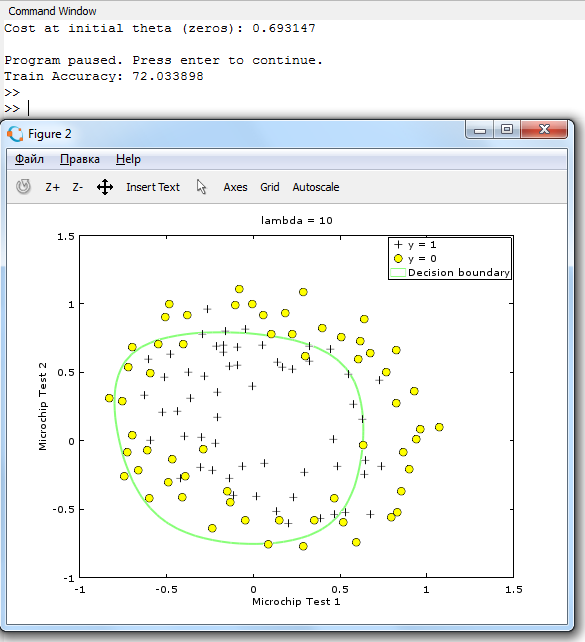 Command Window
Cost at initial theta (zeros): 0.693147
Program paused. Press enter to continue.
Train Accuracy: 72.033898
>>
>>
Figure 2
Файл Правка Help
Z+ Z- Insert Text Axes Grid Autoscale
lambda = 10
y = 1
y = 0
Decision boundary
1.5
1
0.5
0
-0.5
-1
Microchip Test 2
-1 -0.5 0 0.5 1 1.5
Microchip Test 1